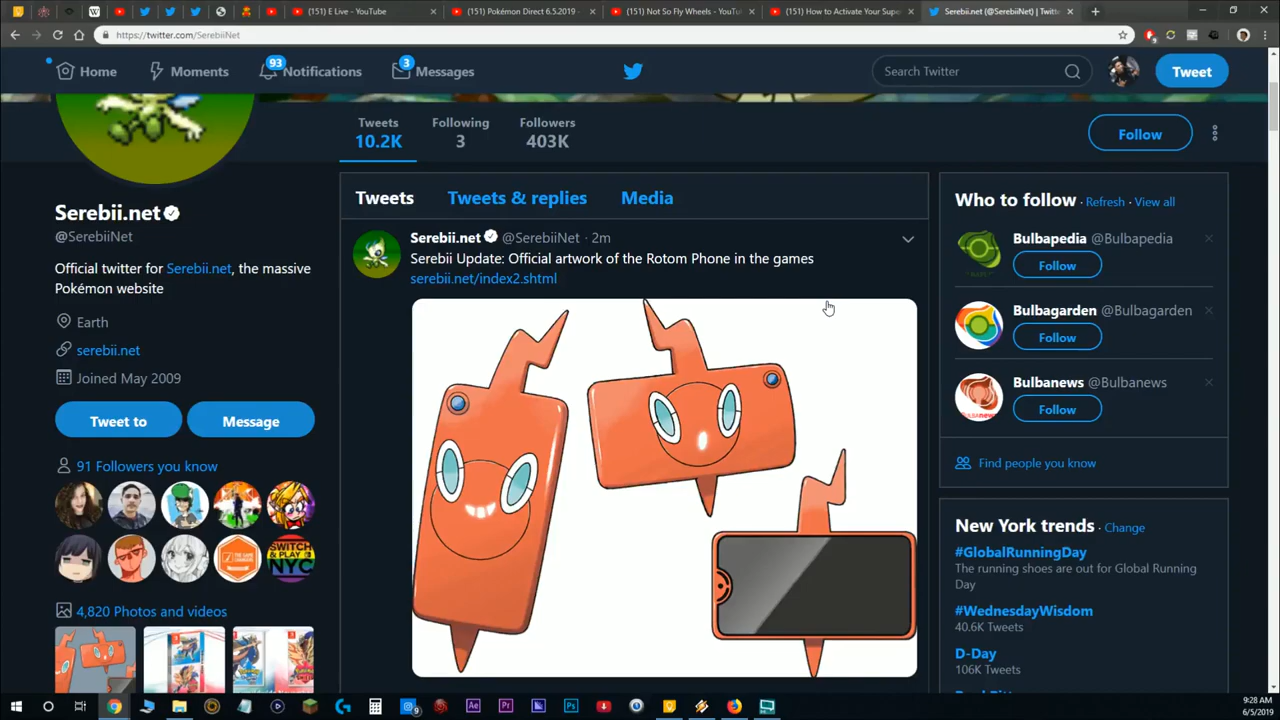 (151) E Live - YouTube
(151) Pokémon Direct 6.5.2019 -
(151) Not So Fly Wheels - YouTu
(151) How to Activate Your Supe
Serebii.net (@SerebiiNet) | Twitt
https://twitter.com/SerebiiNet
Home
Moments
93
Notifications
3
Messages
Search Twitter
Tweet
Tweets
10.2K
Following
3
Followers
403K
Follow
Serebii.net
@SerebiiNet
Official twitter for Serebii.net, the massive
Pokémon website
Earth
serebii.net
Joined May 2009
Tweet to
Message
91 Followers you know
SWITCH
& PLAY
NYC
4,820 Photos and videos
Tweets
Tweets & replies
Media
Serebii.net @SerebiiNet · 2m
Serebii Update: Official artwork of the Rotom Phone in the games
serebii.net/index2.shtml
Who to follow · Refresh · View all
Bulbapedia @Bulbapedia
Follow
Bulbagarden @Bulbagarden
Follow
Bulbanews @Bulbanews
Follow
Find people you know
New York trends · Change
#GlobalRunningDay
The running shoes are out for Global Running
Day
#WednesdayWisdom
40.6K Tweets
D-Day
106K Tweets
Ae
Pr
Ps
9:28 AM
6/5/2019